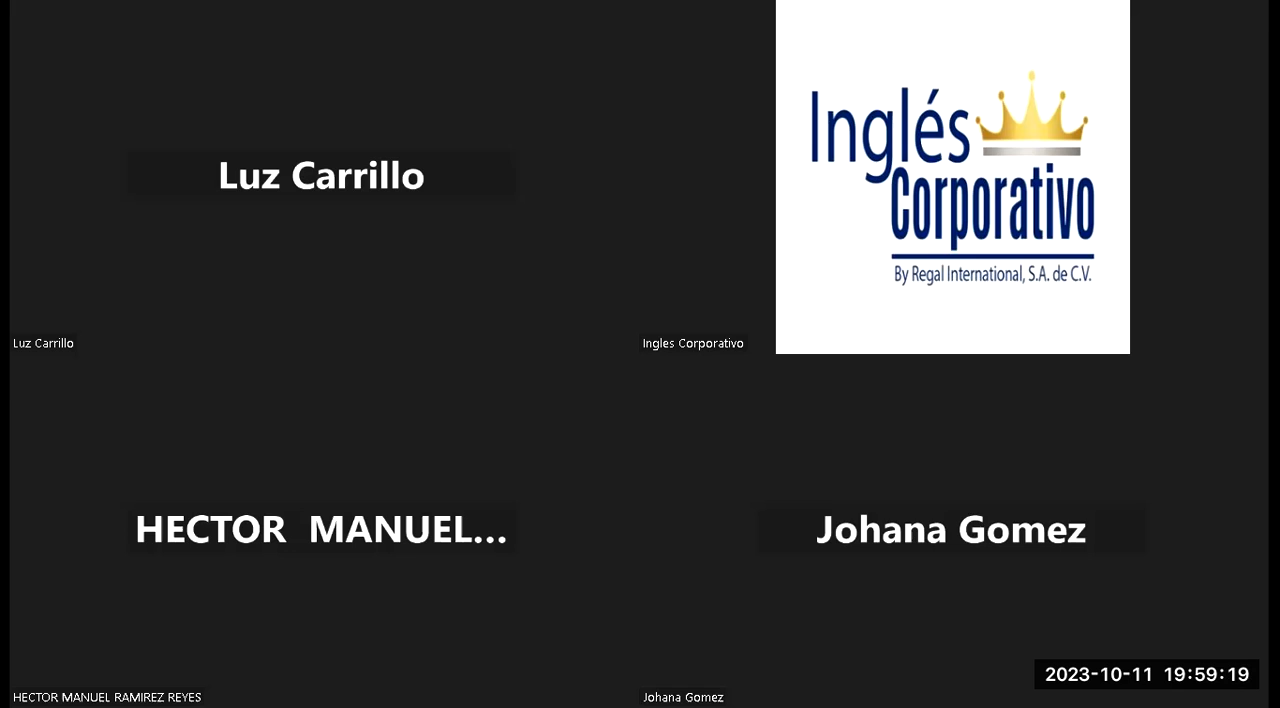 Luz Carrillo
Luz Carrillo
Inglés
Corporativo
By Regal International, S.A. de C.V.
Ingles Corporativo
HECTOR MANUEL...
HECTOR MANUEL RAMIREZ REYES
Johana Gomez
Johana Gomez
2023-10-11 19:59:19